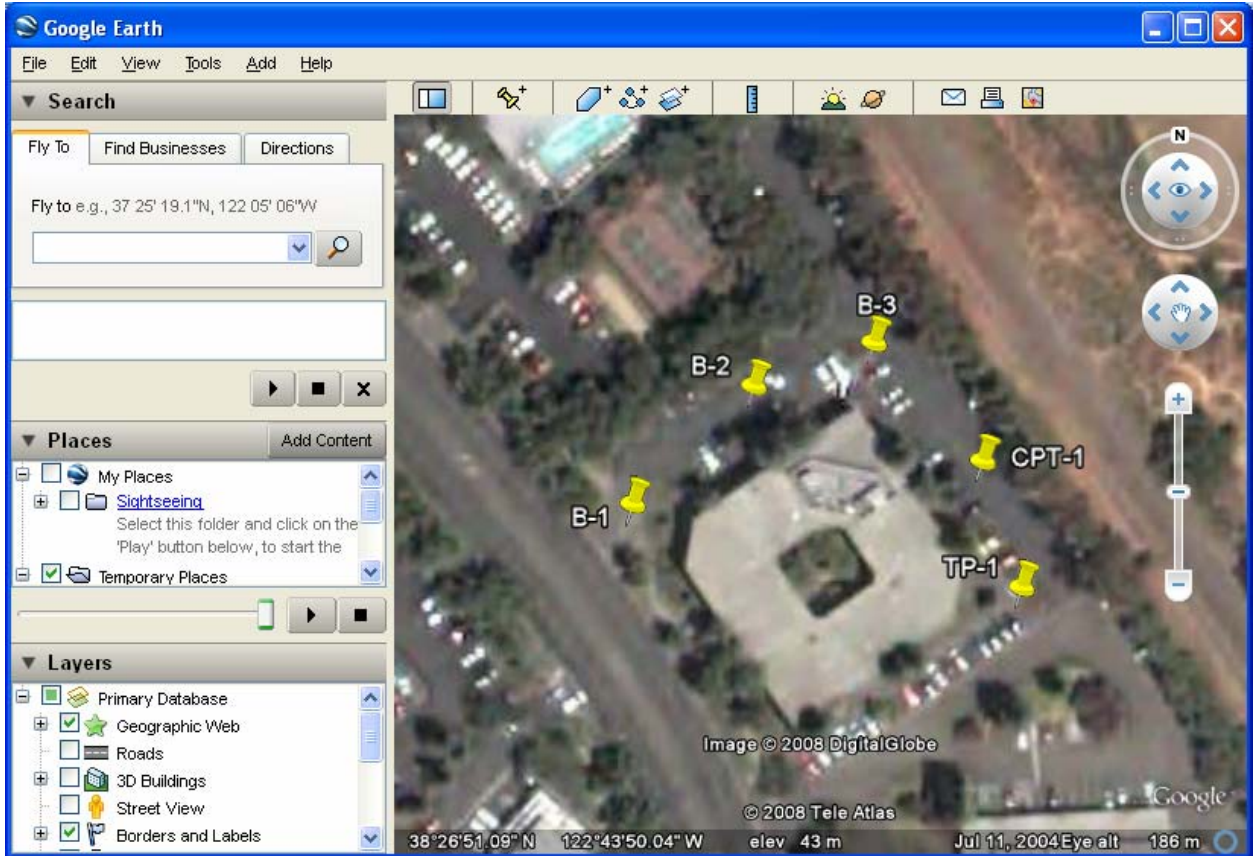 Google Earth
File Edit View Tools Add Help
Search
Fly To Find Businesses Directions
Fly to e.g., 37 25' 19.1"N, 122 05' 06"W
Places Add Content
My Places
Sightseeing
Select this folder and click on the
'Play' button below, to start the
Temporary Places
Layers
Primary Database
Geographic Web
Roads
3D Buildings
Street View
Borders and Labels
N
B-3
B-2
CPT-1
B-1
TP-1
Image © 2008 DigitalGlobe
© 2008 Tele Atlas
Google
38°26'51.09" N 122°43'50.04" W elev 43 m Jul 11, 2004 Eye alt 186 m